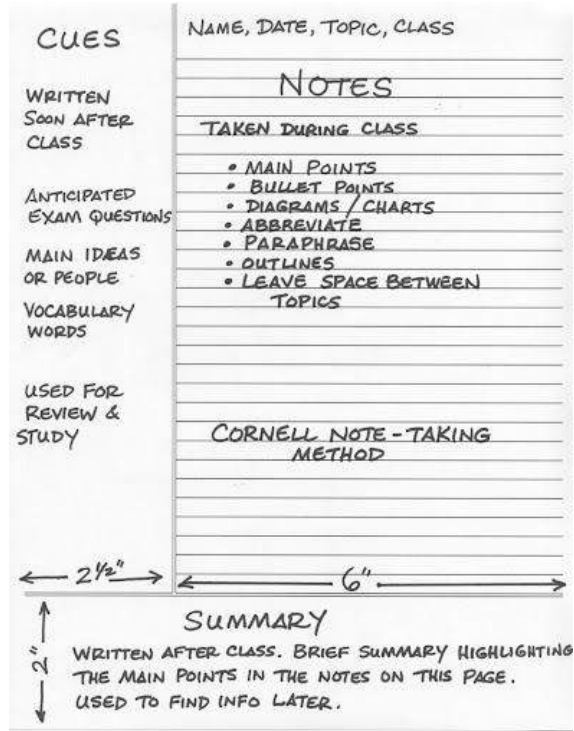 CUES
WRITTEN
SOON AFTER
CLASS
ANTICIPATED
EXAM QUESTIONS
MAIN IDEAS
OR PEOPLE
VOCABULARY
WORDS
USED FOR
REVIEW &
STUDY
2 1/2"
NAME, DATE, TOPIC, CLASS
NOTES
TAKEN DURING CLASS
• MAIN POINTS
• BULLET POINTS
• DIAGRAMS / CHARTS
• ABBREVIATE
• PARAPHRASE
• OUTLINES
• LEAVE SPACE BETWEEN
TOPICS
CORNELL NOTE-TAKING
METHOD
6"
2"
SUMMARY
WRITTEN AFTER CLASS. BRIEF SUMMARY HIGHLIGHTING
THE MAIN POINTS IN THE NOTES ON THIS PAGE.
USED TO FIND INFO LATER.